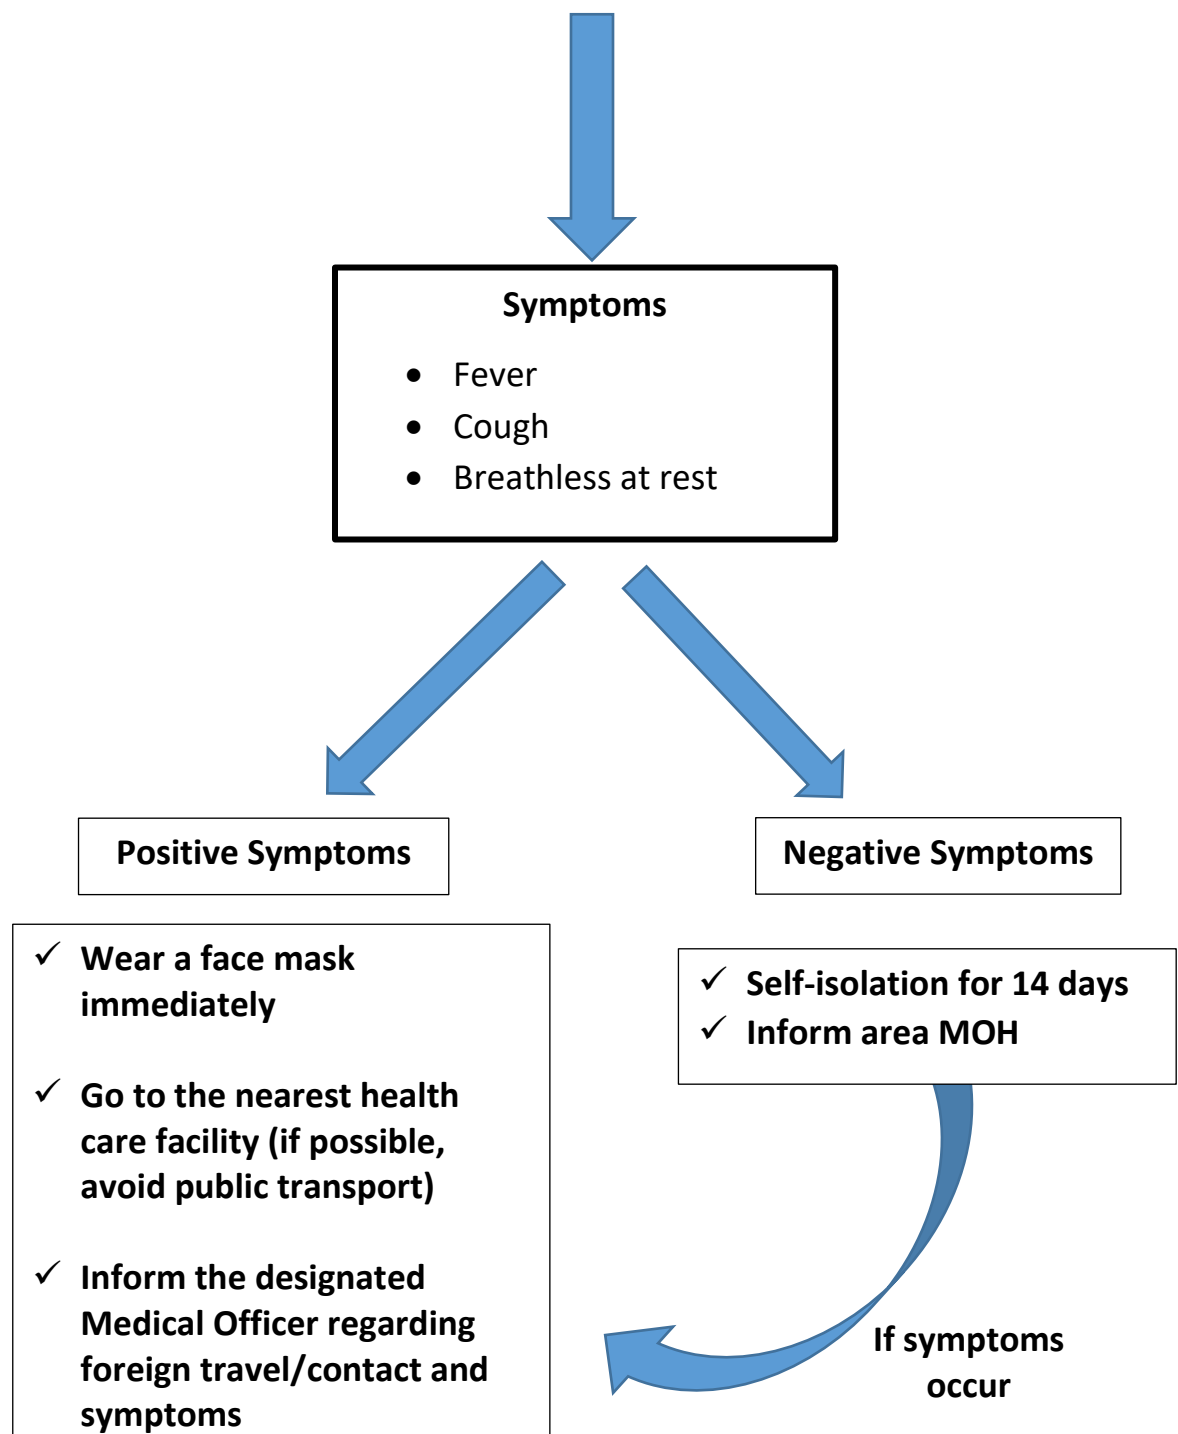 Symptoms
• Fever
• Cough
• Breathless at rest
Positive Symptoms
Negative Symptoms
✓ Wear a face mask
immediately
✓ Go to the nearest health
care facility (if possible,
avoid public transport)
✓ Inform the designated
Medical Officer regarding
foreign travel/contact and
symptoms
✓ Self-isolation for 14 days
✓ Inform area MOH
If symptoms
occur